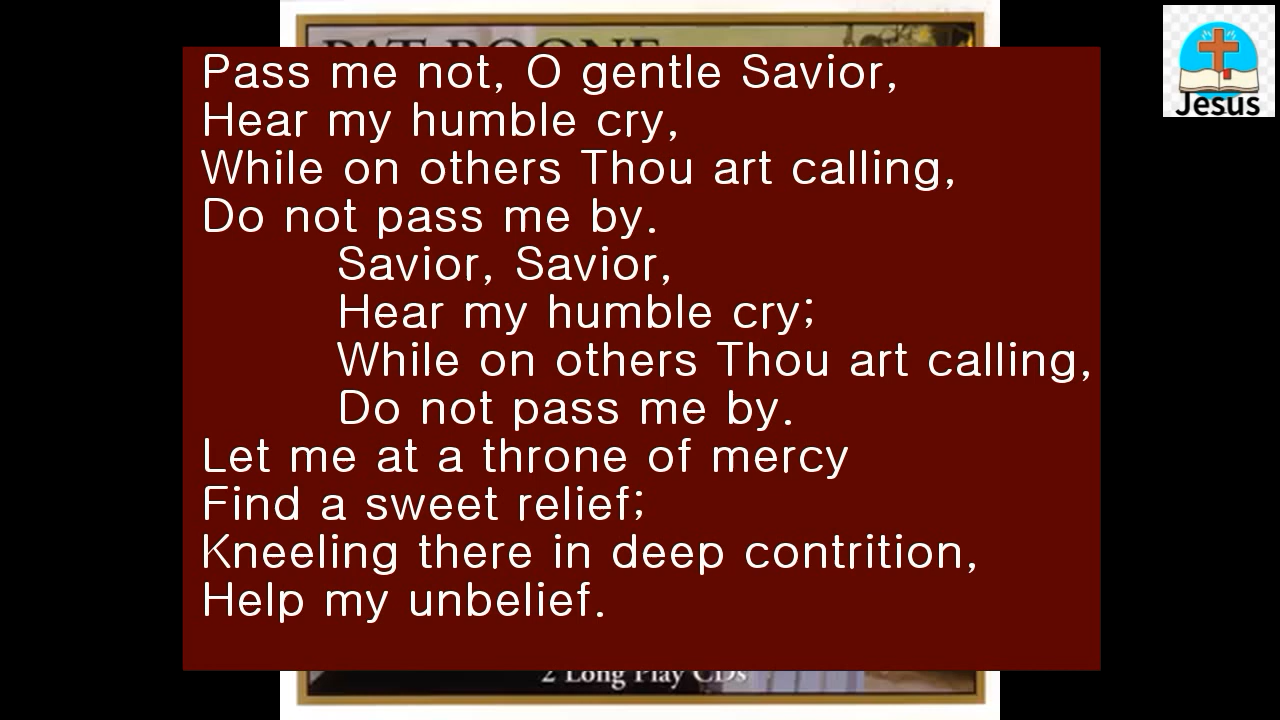 PAT BOONE
Pass me not, O gentle Savior,
Hear my humble cry,
While on others Thou art calling,
Do not pass me by.
Savior, Savior,
Hear my humble cry;
While on others Thou art calling,
Do not pass me by.
Let me at a throne of mercy
Find a sweet relief;
Kneeling there in deep contrition,
Help my unbelief.
2 Long Play CDs
Jesus